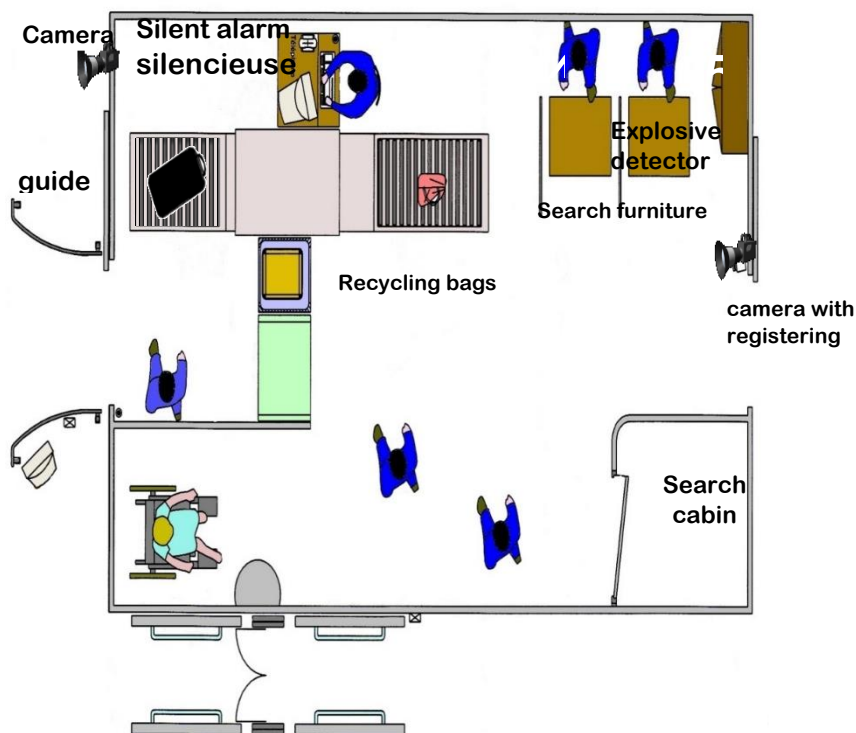 Camera
Silent alarm
silencieuse
guide
Explosive
detector
Search furniture
Recycling bags
camera with
registering
Search
cabin